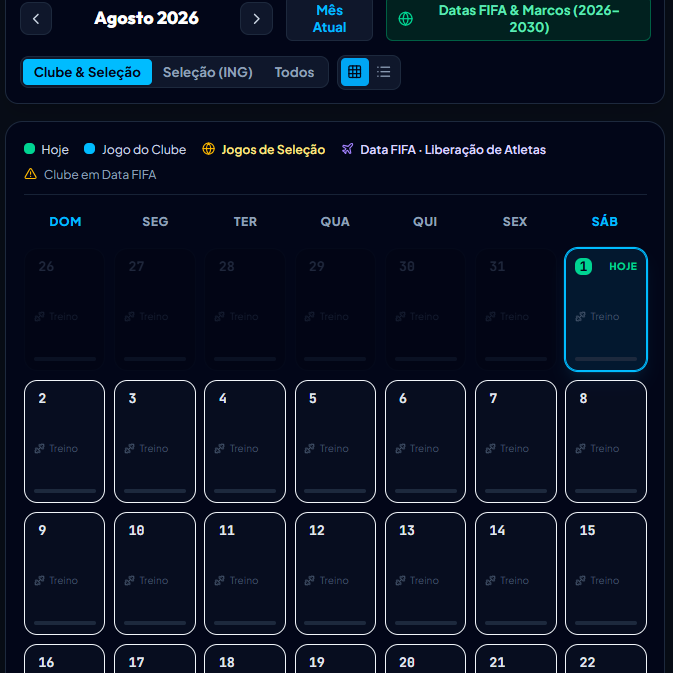 Agosto 2026
Mês
Atual
Datas FIFA & Marcos (2026–
2030)
Clube & Seleção Seleção (ING) Todos
Hoje Jogo do Clube Jogos de Seleção Data FIFA · Liberação de Atletas
Clube em Data FIFA
DOM SEG TER QUA QUI SEX SÁB
26 27 28 29 30 31 1 HOJE
Treino Treino Treino Treino Treino Treino Treino
2 3 4 5 6 7 8
Treino Treino Treino Treino Treino Treino Treino
9 10 11 12 13 14 15
Treino Treino Treino Treino Treino Treino Treino
16 17 18 19 20 21 22